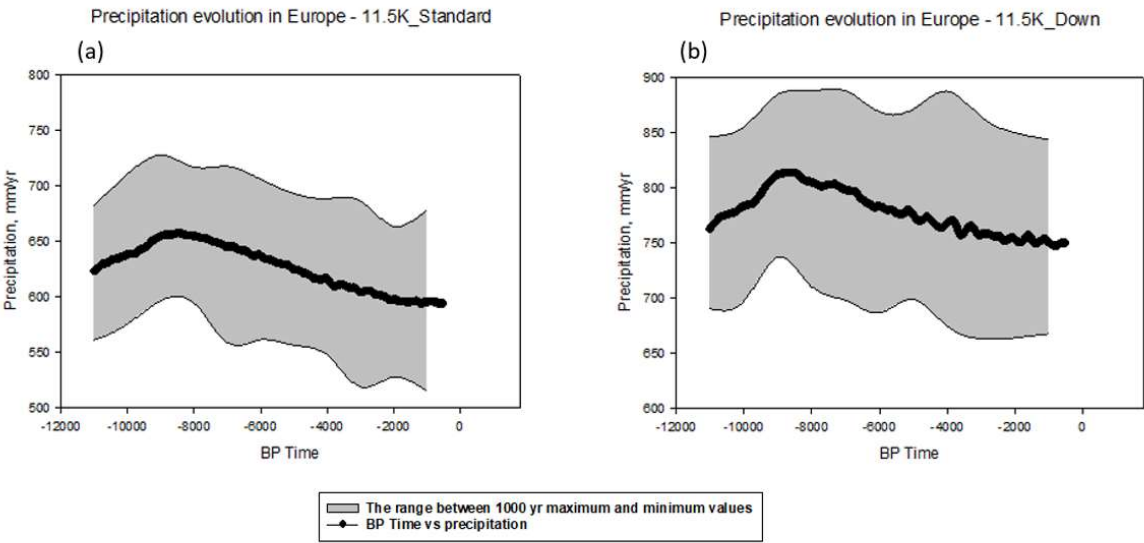 Precipitation evolution in Europe - 11.5K_Standard
(a)
Precipitation, mm/yr
800
750
700
650
600
550
500
-12000 -10000 -8000 -6000 -4000 -2000 0
BP Time
Precipitation evolution in Europe - 11.5K_Down
(b)
Precipitation, mm/yr
900
850
800
750
700
650
600
-12000 -10000 -8000 -6000 -4000 -2000 0
BP Time
The range between 1000 yr maximum and minimum values
BP Time vs precipitation